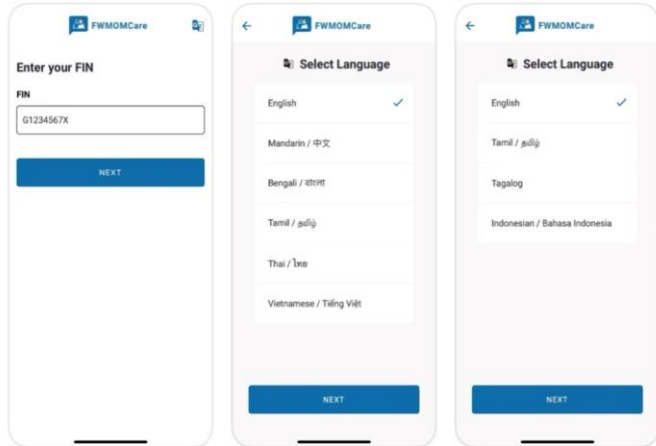 FWMOMCare
Enter your FIN
FIN
G1234567X
NEXT
FWMOMCare
Select Language
English
Mandarin / 中文
Bengali / বাংলা
Tamil / தமிழ்
Thai / ไทย
Vietnamese / Tiếng Việt
NEXT
FWMOMCare
Select Language
English
Tamil / தமிழ்
Tagalog
Indonesian / Bahasa Indonesia
NEXT